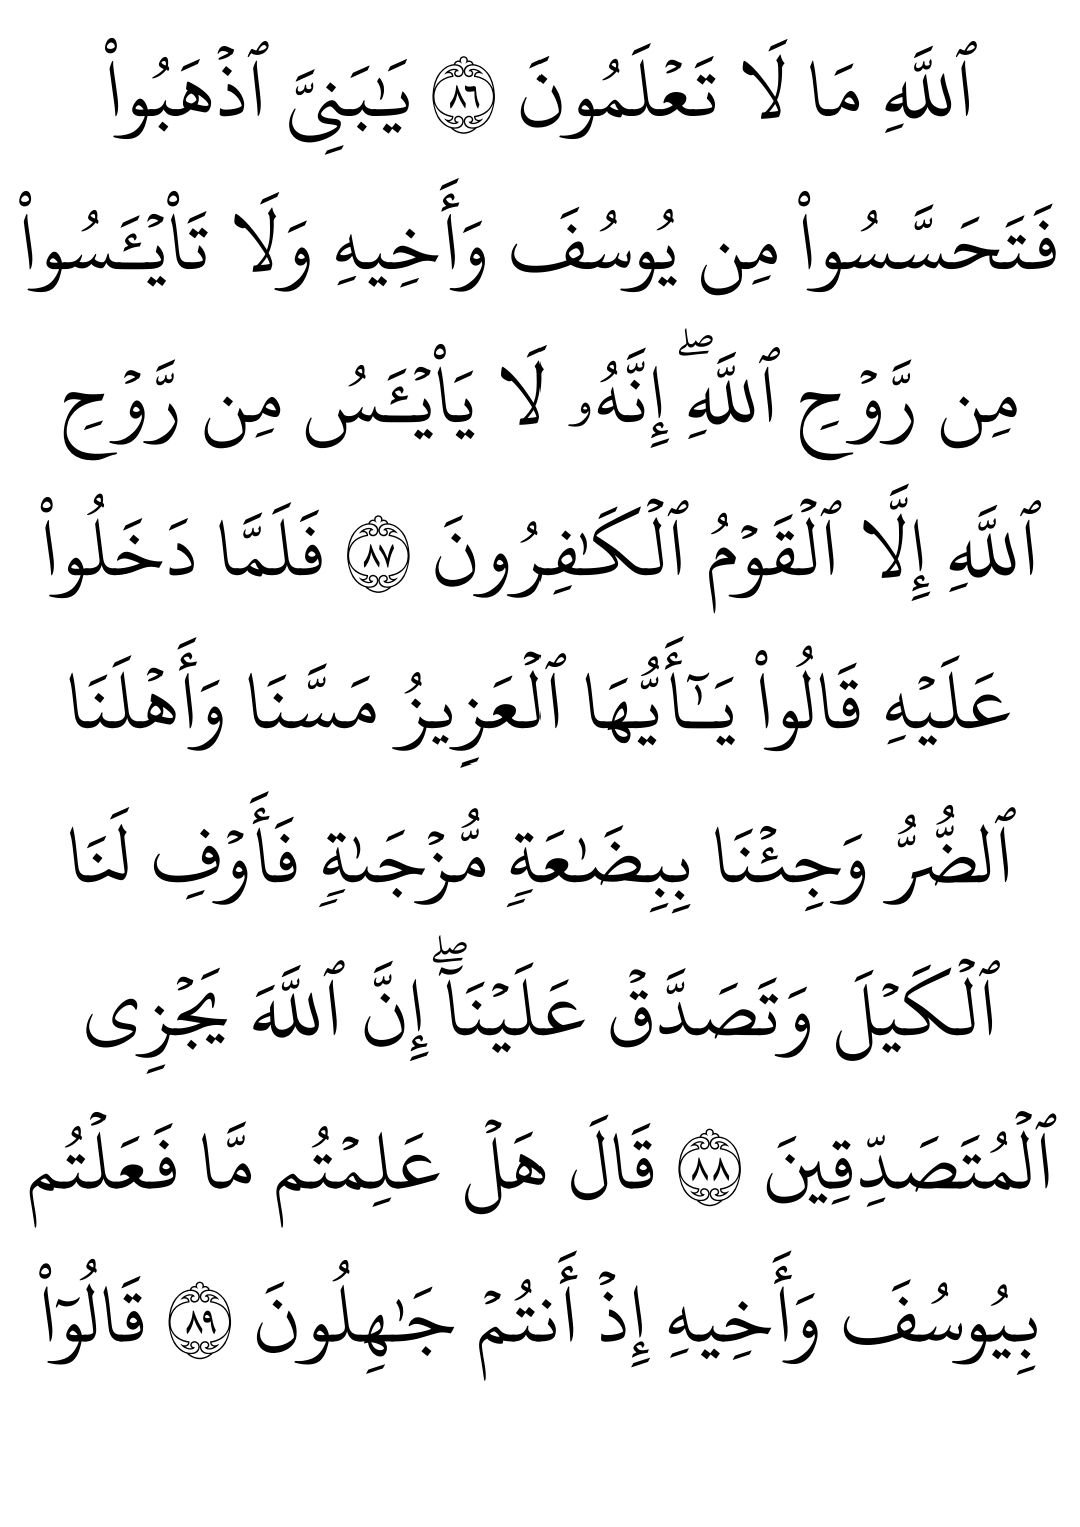 ٱللَّهِ مَا لَا تَعۡلَمُونَ ٨٦ يَـٰبَنِىَّ ٱذۡهَبُوا۟
فَتَحَسَّسُوا۟ مِن يُوسُفَ وَأَخِيهِ وَلَا تَا۟يۡـَٔسُوا۟
مِن رَّوۡحِ ٱللَّهِۖ إِنَّهُۥ لَا يَا۟يۡـَٔسُ مِن رَّوۡحِ
ٱللَّهِ إِلَّا ٱلۡقَوۡمُ ٱلۡكَـٰفِرُونَ ٨٧ فَلَمَّا دَخَلُوا۟
عَلَيۡهِ قَالُوا۟ يَـٰٓأَيُّهَا ٱلۡعَزِيزُ مَسَّنَا وَأَهۡلَنَا
ٱلضُّرُّ وَجِئۡنَا بِبِضَـٰعَةٍ مُّزۡجَىٰةٍ فَأَوۡفِ لَنَا
ٱلۡكَيۡلَ وَتَصَدَّقۡ عَلَيۡنَآۖ إِنَّ ٱللَّهَ يَجۡزِى
ٱلۡمُتَصَدِّقِينَ ٨٨ قَالَ هَلۡ عَلِمۡتُم مَّا فَعَلۡتُم
بِيُوسُفَ وَأَخِيهِ إِذۡ أَنتُمۡ جَـٰهِلُونَ ٨٩ قَالُوٓا۟